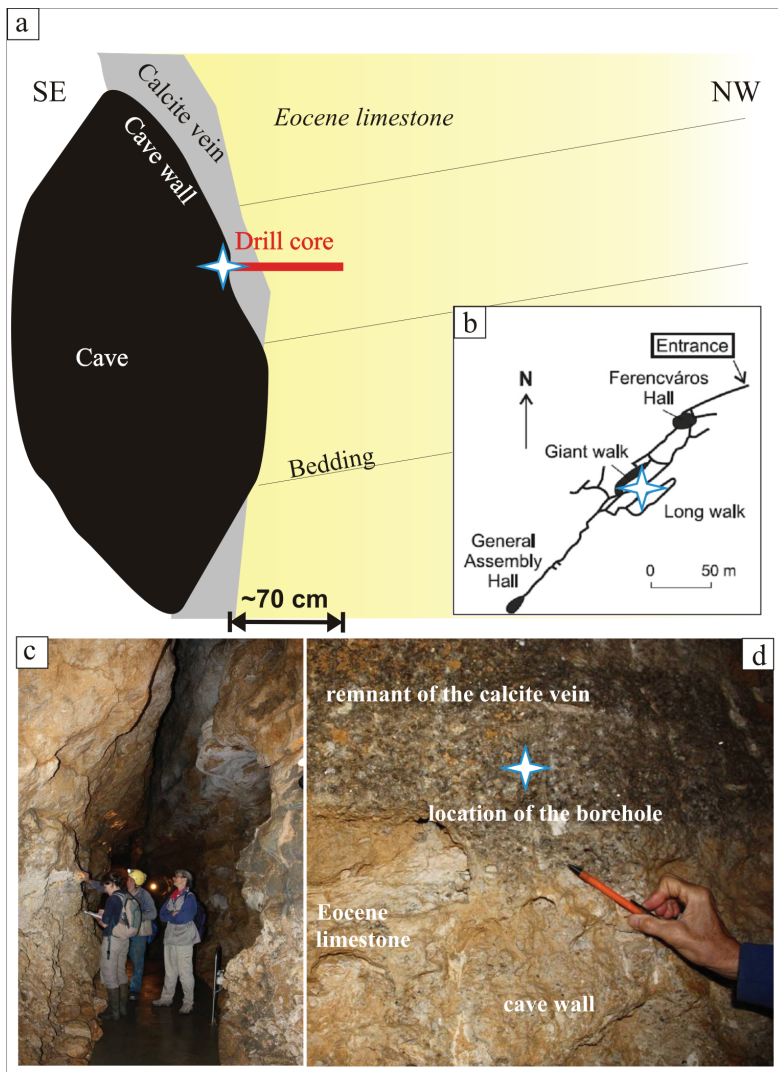 a
SE
NW
Calcite vein
Cave wall
Eocene limestone
Drill core
Cave
Bedding
~70 cm
b
Entrance
N
Ferencváros
Hall
Giant walk
Long walk
General
Assembly
Hall
0 50 m
c
d
remnant of the calcite vein
location of the borehole
Eocene
limestone
cave wall